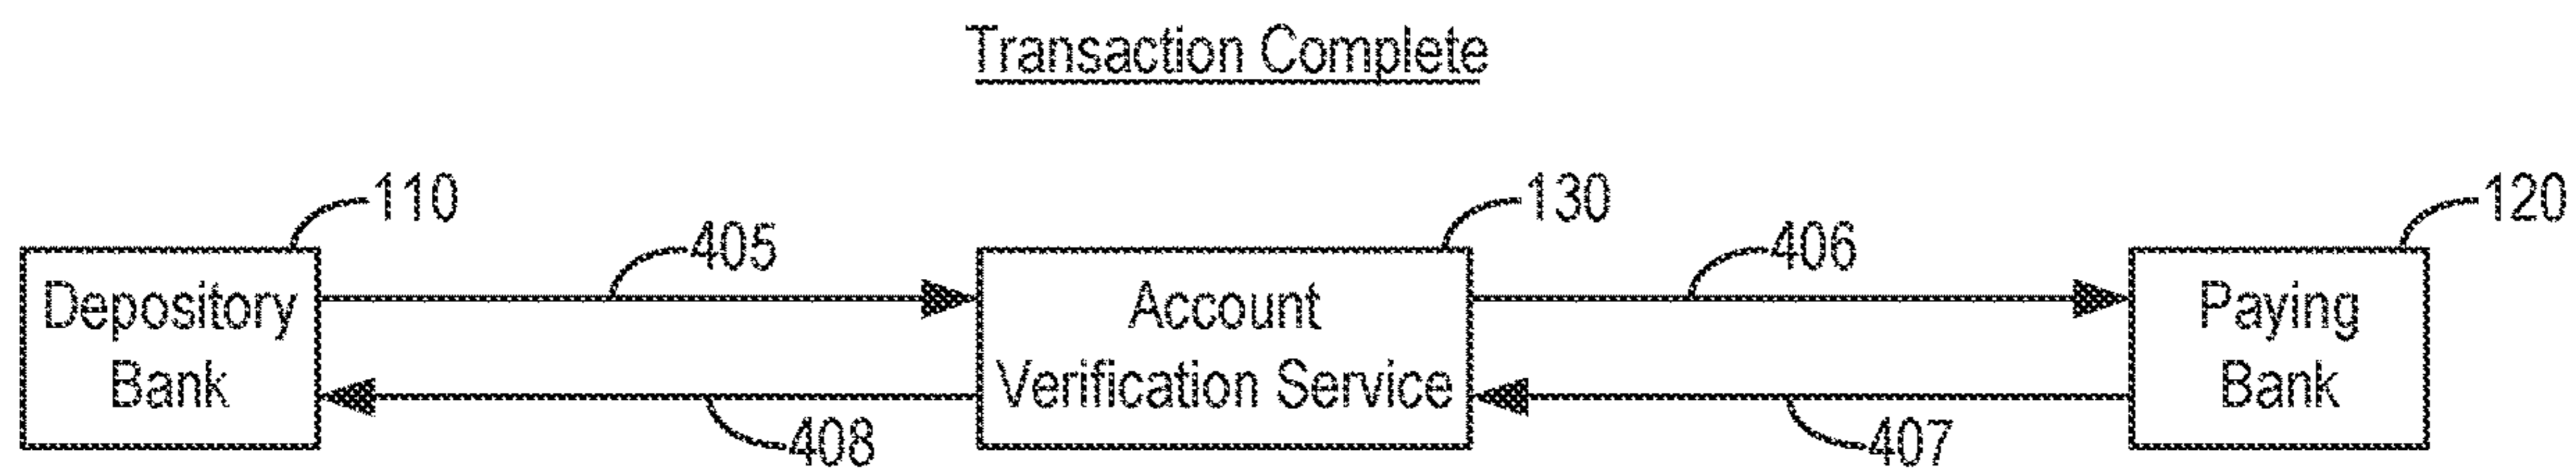 Transaction Complete
110
130
120
405
406
Depository
Bank
Account
Verification Service
Paying
Bank
408
407